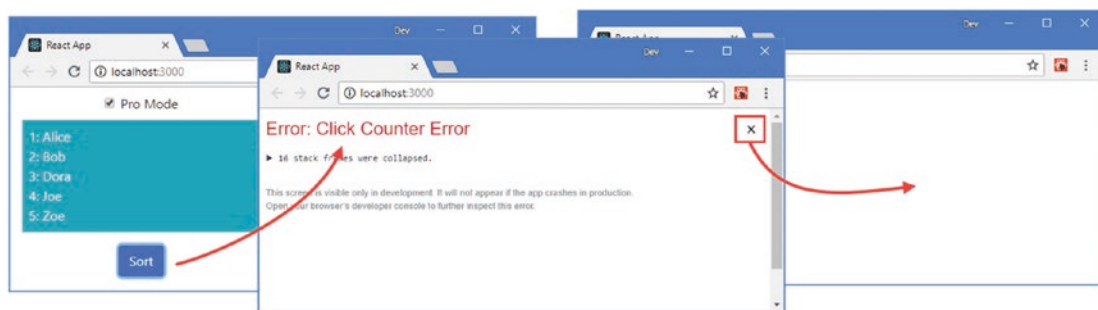 Dev
React App
localhost:3000
Pro Mode
1: Alice
2: Bob
3: Dora
4: Joe
5: Zoe
Sort
Dev
React App
localhost:3000
Error: Click Counter Error
16 stack frames were collapsed.
This screen is visible only in development. It will not appear if the app crashes in production.
Open your browser's developer console to further inspect this error.
Dev
React App